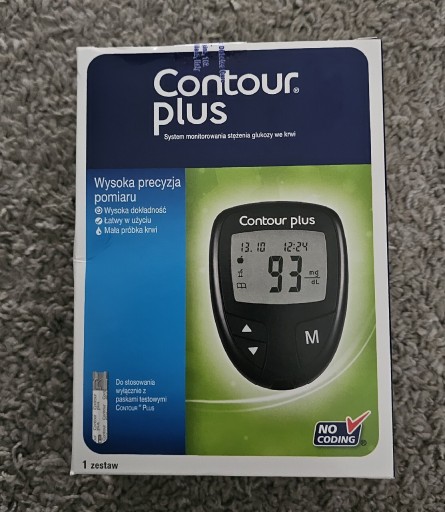 Contour®
plus
System monitorowania stężenia glukozy we krwi
Wysoka precyzja
pomiaru
Wysoka dokładność
Łatwy w użyciu
Mała próbka krwi
Contour plus
13.10 12:24
93 mg/dL
M
Do stosowania
wyłącznie z
paskami testowymi
CONTOUR™ PLUS
NO
CODING
®
1 zestaw